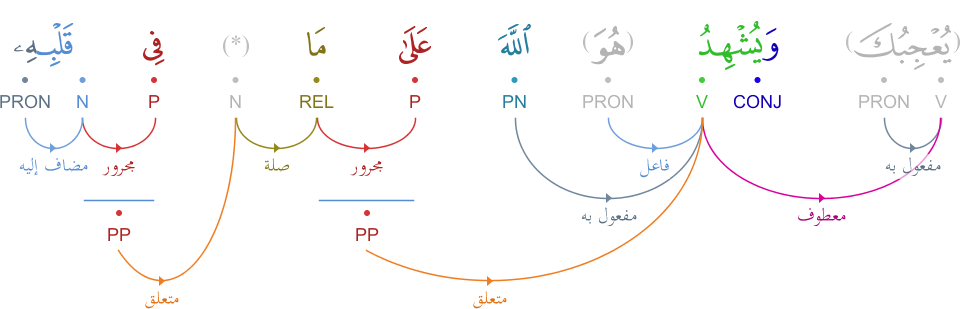 (يُعْجِبُكَ) وَيُشْهِدُ (هُوَ) ٱللَّهَ عَلَىٰ مَا (*) فِى قَلْبِهِۦ
V PRON CONJ V PRON PN P REL N P N PRON
مفعول به فاعل مجرور صلة مجرور مضاف إليه
معطوف مفعول به
PP PP
متعلق متعلق